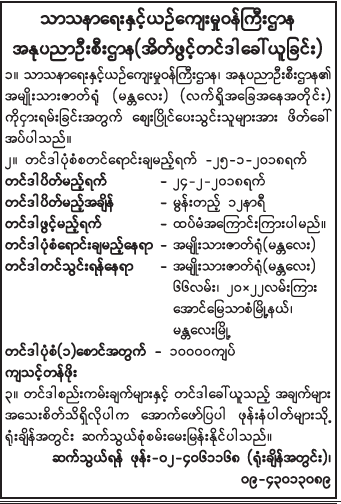 သာသနာရေးနှင့်ယဉ်ကျေးမှုဝန်ကြီးဌာန
အနုပညာဦးစီးဌာန(အိတ်ဖွင့်တင်ဒါခေါ်ယူခြင်း)
၁။ သာသနာရေးနှင့်ယဉ်ကျေးမှုဝန်ကြီးဌာန၊ အနုပညာဦးစီးဌာန၏
အမျိုးသားဇာတ်ရုံ (မန္တလေး) (လက်ရှိအခြေအနေအတိုင်း)
ကိုငှားရမ်းခြင်းအတွက် ဈေးပြိုင်ပေးသွင်းသူများအား ဖိတ်ခေါ်
အပ်ပါသည်။
၂။ တင်ဒါပုံစံစတင်ရောင်းချမည့်ရက် -၂၅-၁-၂၀၁၈ရက်
တင်ဒါပိတ်မည့်ရက် - ၂၄-၂-၂၀၁၈ရက်
တင်ဒါပိတ်မည့်အချိန် - မွန်းတည့် ၁၂နာရီ
တင်ဒါဖွင့်မည့်ရက် - ထပ်မံအကြောင်းကြားပါမည်။
တင်ဒါပုံစံရောင်းချမည့်နေရာ - အမျိုးသားဇာတ်ရုံ(မန္တလေး)
တင်ဒါတင်သွင်းရန်နေရာ - အမျိုးသားဇာတ်ရုံ(မန္တလေး)
၆၆လမ်း၊ ၂၀×၂၂လမ်းကြား
အောင်မြေသာစံမြို့နယ်၊
မန္တလေးမြို့
တင်ဒါပုံစံ(၁)စောင်အတွက် - ၁၀၀၀၀ကျပ်
ကျသင့်တန်ဖိုး
၃။ တင်ဒါစည်းကမ်းချက်များနှင့် တင်ဒါခေါ်ယူသည့် အချက်များ
အသေးစိတ်သိရှိလိုပါက အောက်ဖော်ပြပါ ဖုန်းနံပါတ်များသို့
ရုံးချိန်အတွင်း ဆက်သွယ်စုံစမ်းမေးမြန်းနိုင်ပါသည်။
ဆက်သွယ်ရန် ဖုန်း-၀၂-၄၀၆၁၁၆၈ (ရုံးချိန်အတွင်း)၊
၀၉-၄၃၀၁၃၀၈၉